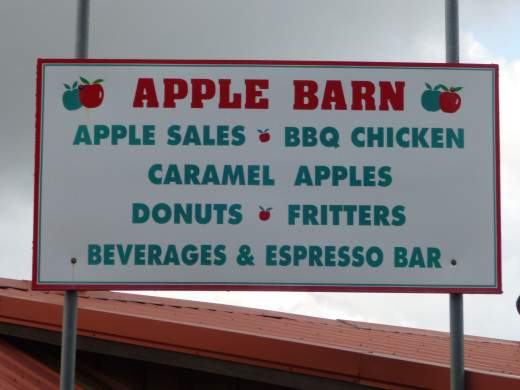 APPLE BARN
APPLE SALES BBQ CHICKEN
CARAMEL APPLES
DONUTS FRITTERS
BEVERAGES & ESPRESSO BAR